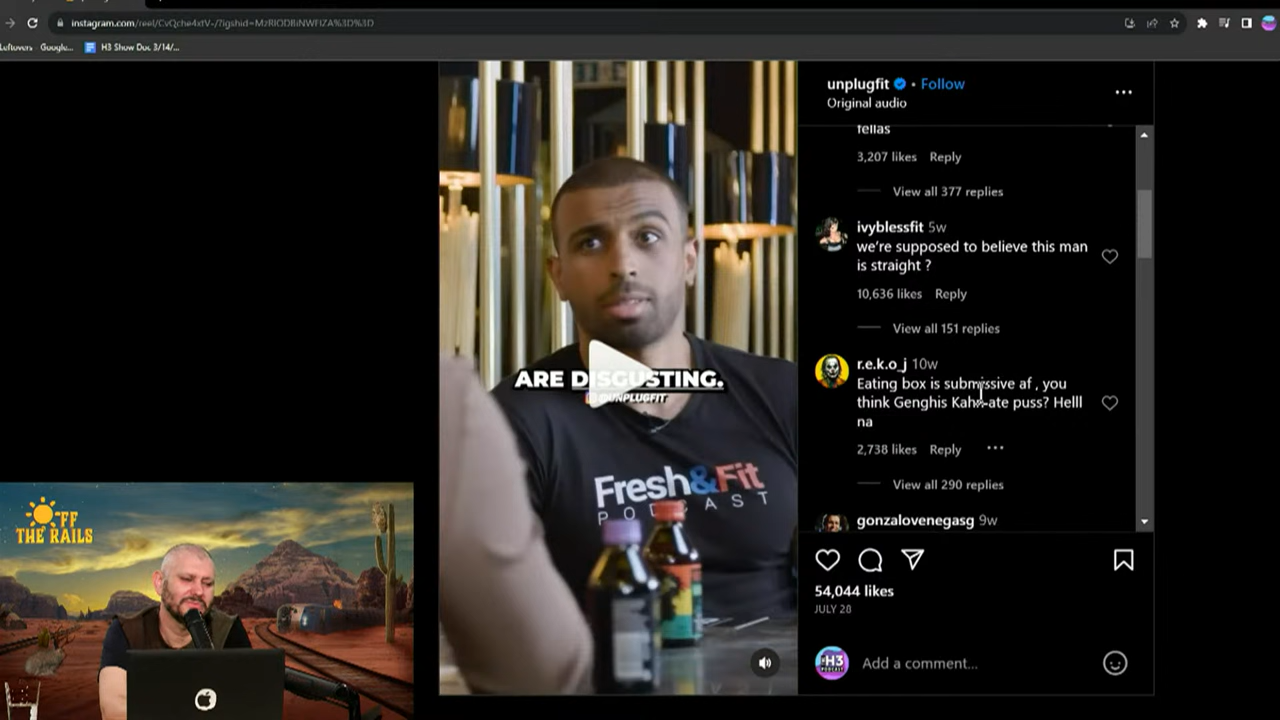 instagram.com/reel/CvQche4xtV-/?igshid=MzRlODBiNWFlZA%3D%3D
Leftovers Google...
H3 Show Doc 3/14/...
unplugfit • Follow
Original audio
fellas
3,207 likes Reply
View all 377 replies
ivyblessfit 5w
we're supposed to believe this man
is straight ?
10,636 likes Reply
View all 151 replies
r.e.k.o_j 10w
Eating box is submissive af , you
think Genghis Kahn ate puss? Helll
na
2,738 likes Reply
View all 290 replies
gonzalovenegasg 9w
54,044 likes
JULY 28
H3
PODCAST
Add a comment...
ARE DISGUSTING.
@UNPLUGFIT
Fresh&Fit
PODCAST
OFF
THE RAILS